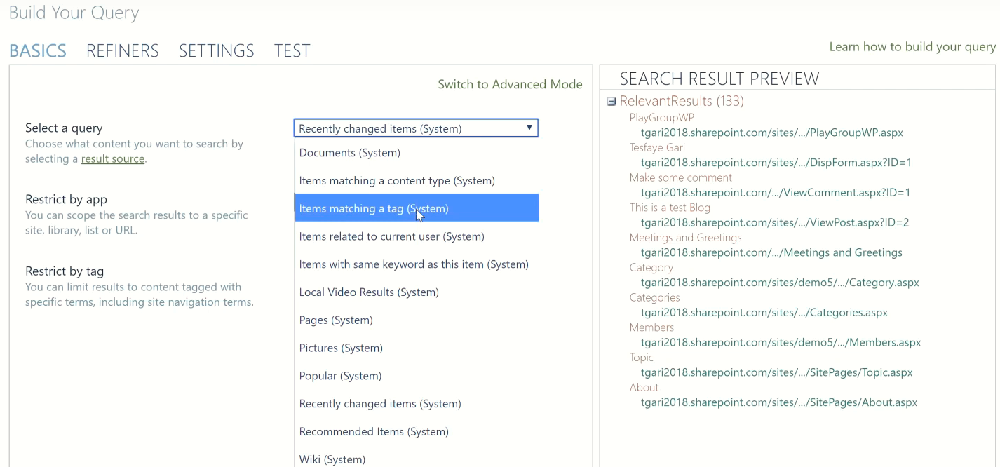 Build Your Query
BASICS REFINERS SETTINGS TEST
Learn how to build your query
Switch to Advanced Mode
Select a query
Choose what content you want to search by
selecting a result source.
Restrict by app
You can scope the search results to a specific
site, library, list or URL.
Restrict by tag
You can limit results to content tagged with
specific terms, including site navigation terms.
Recently changed items (System)
Documents (System)
Items matching a content type (System)
Items matching a tag (System)
Items related to current user (System)
Items with same keyword as this item (System)
Local Video Results (System)
Pages (System)
Pictures (System)
Popular (System)
Recently changed items (System)
Recommended Items (System)
Wiki (System)
SEARCH RESULT PREVIEW
RelevantResults (133)
PlayGroupWP
tgari2018.sharepoint.com/sites/.../PlayGroupWP.aspx
Tesfaye Gari
tgari2018.sharepoint.com/sites/.../DispForm.aspx?ID=1
Make some comment
tgari2018.sharepoint.com/.../ViewComment.aspx?ID=1
This is a test Blog
tgari2018.sharepoint.com/sites/.../ViewPost.aspx?ID=2
Meetings and Greetings
tgari2018.sharepoint.com/.../Meetings and Greetings
Category
tgari2018.sharepoint.com/sites/demo5/.../Category.aspx
Categories
tgari2018.sharepoint.com/sites/.../Categories.aspx
Members
tgari2018.sharepoint.com/sites/demo5/.../Members.aspx
Topic
tgari2018.sharepoint.com/sites/.../SitePages/Topic.aspx
About
tgari2018.sharepoint.com/sites/.../SitePages/About.aspx